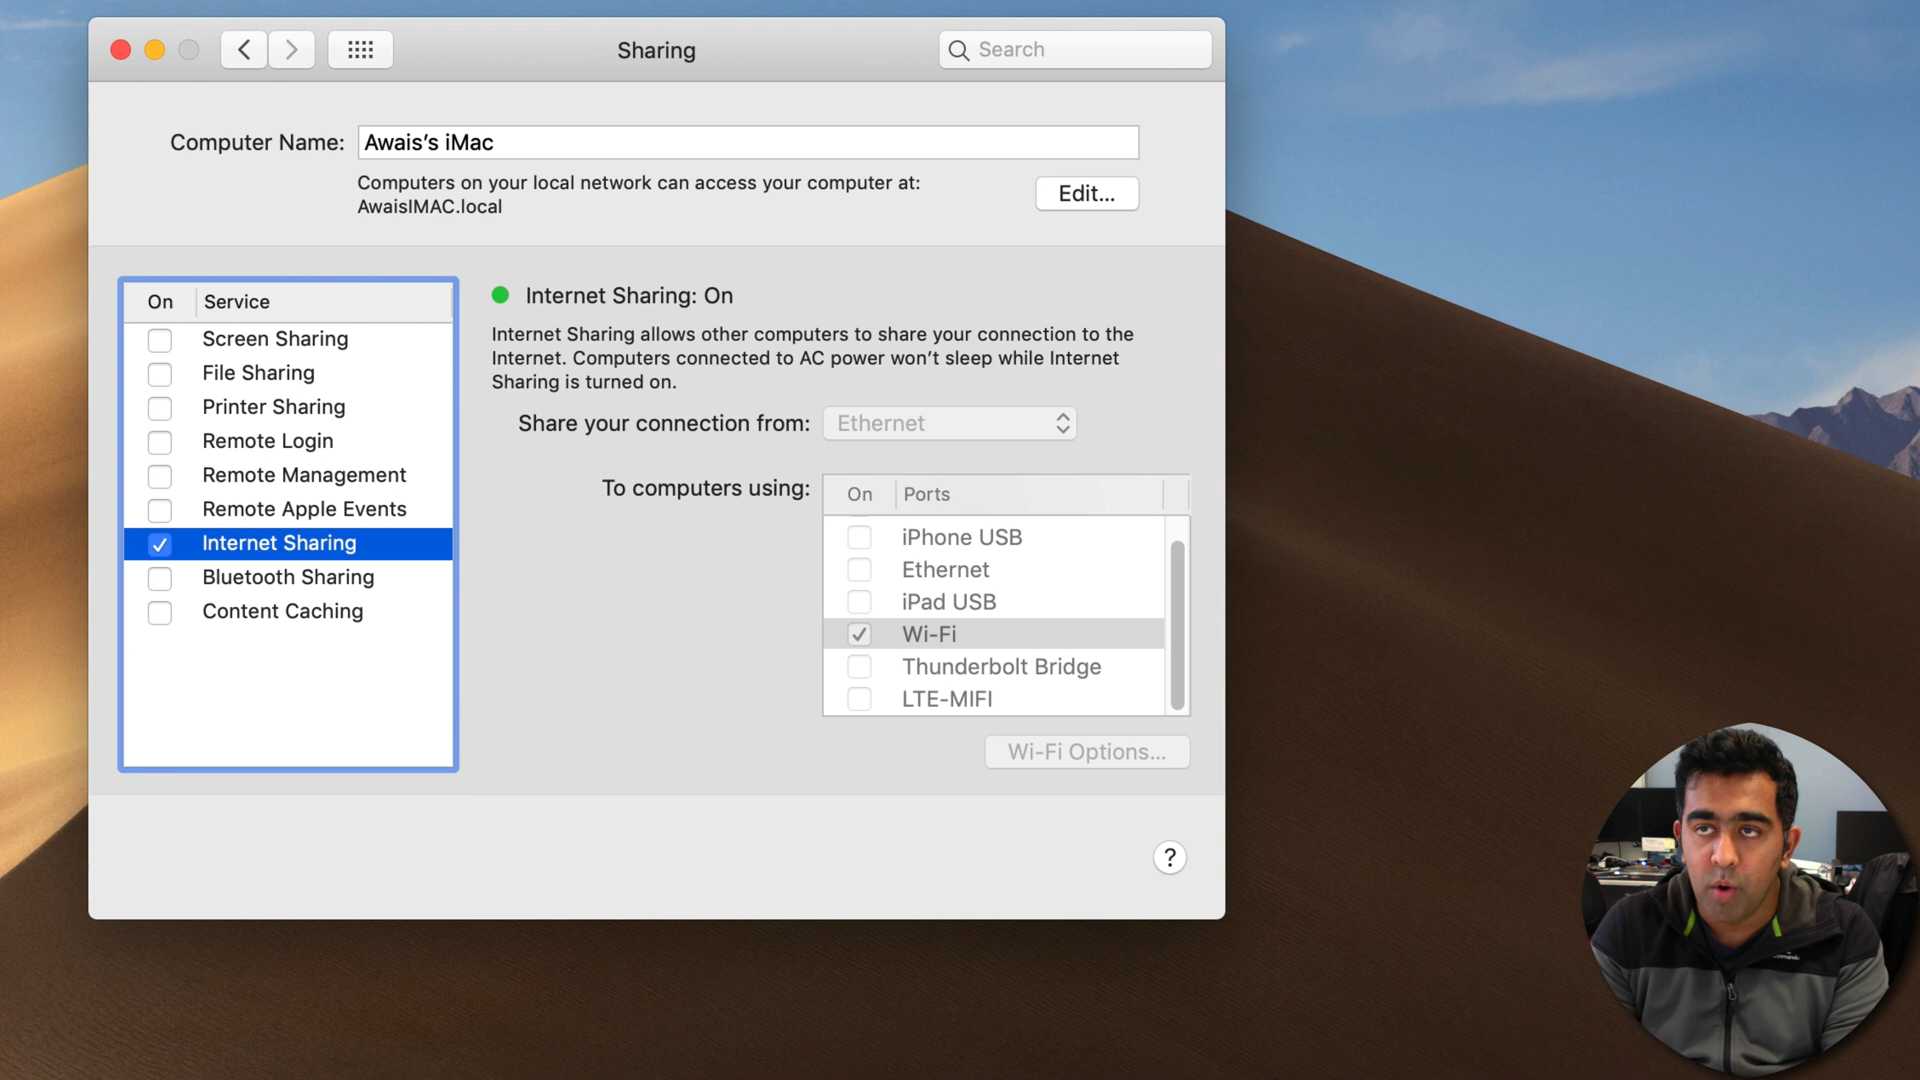 Sharing
Search
Computer Name:
Awais’s iMac
Computers on your local network can access your computer at:
AwaisIMAC.local
Edit...
On
Service
Screen Sharing
File Sharing
Printer Sharing
Remote Login
Remote Management
Remote Apple Events
Internet Sharing
Bluetooth Sharing
Content Caching
Internet Sharing: On
Internet Sharing allows other computers to share your connection to the
Internet. Computers connected to AC power won’t sleep while Internet
Sharing is turned on.
Share your connection from:
Ethernet
To computers using:
On
Ports
iPhone USB
Ethernet
iPad USB
Wi-Fi
Thunderbolt Bridge
LTE-MIFI
Wi-Fi Options...
?